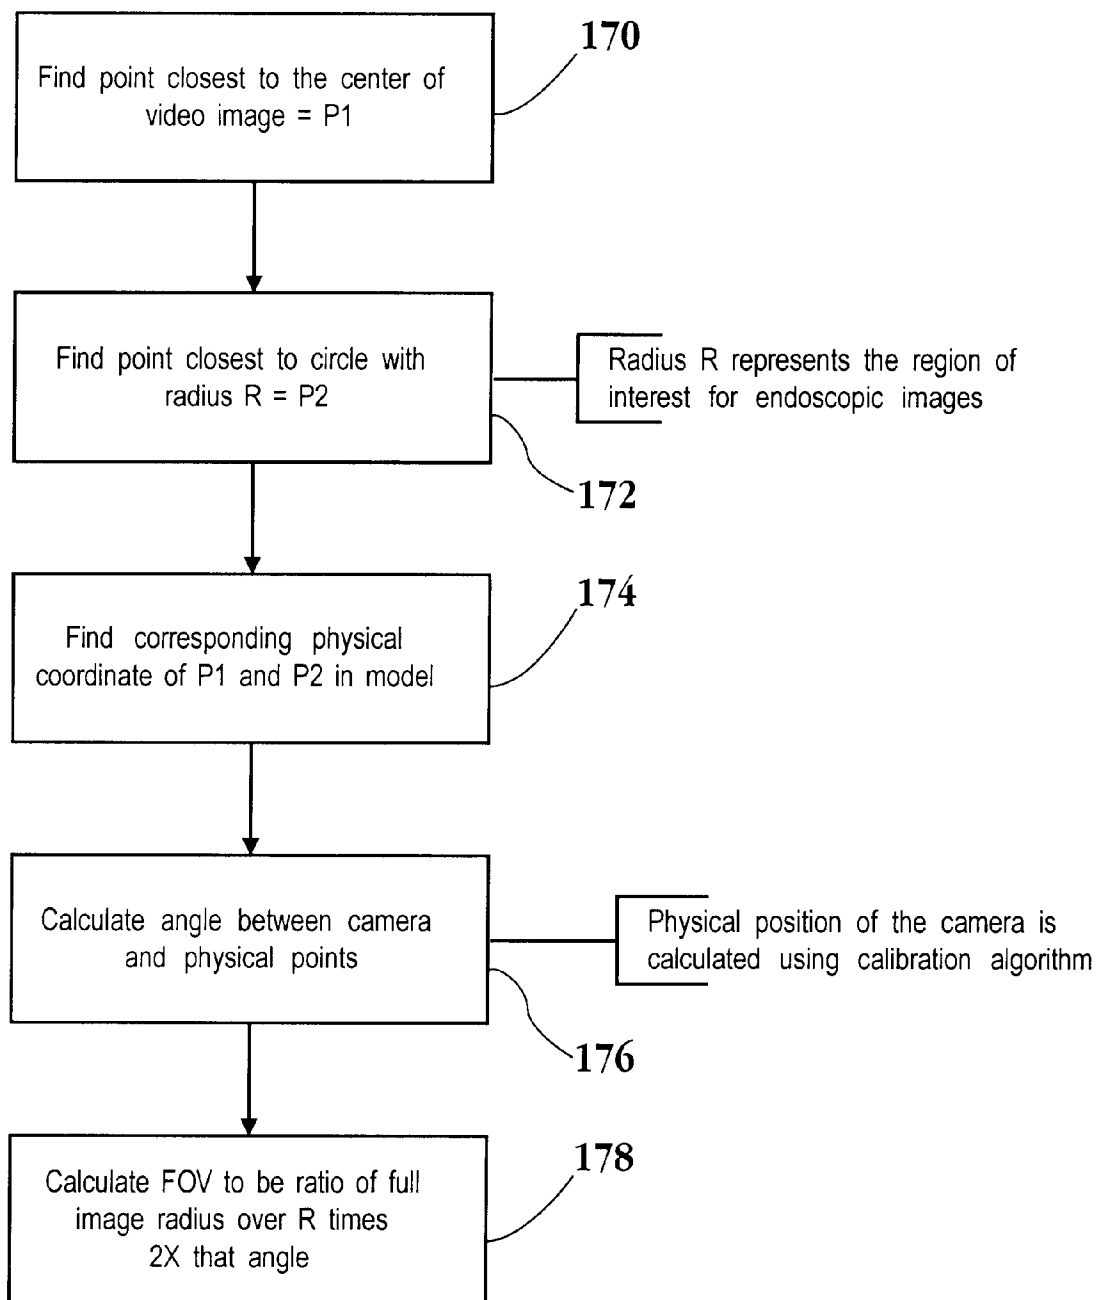 170
Find point closest to the center of
video image = P1
Find point closest to circle with
radius R = P2
Radius R represents the region of
interest for endoscopic images
172
174
Find corresponding physical
coordinate of P1 and P2 in model
Calculate angle between camera
and physical points
Physical position of the camera is
calculated using calibration algorithm
176
178
Calculate FOV to be ratio of full
image radius over R times
2X that angle